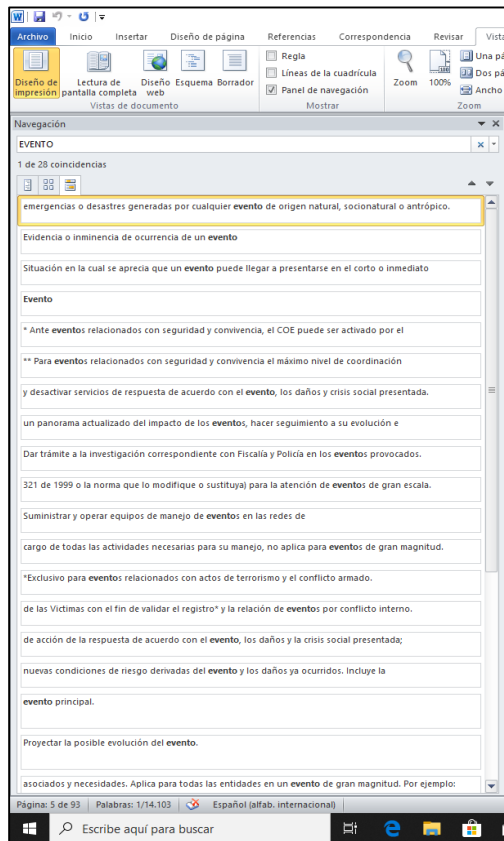 Archivo Inicio Insertar Diseño de página Referencias Correspondencia Revisar Vista
Diseño de impresión
Lectura de pantalla completa
Diseño web
Esquema
Borrador
Vistas de documento
Regla
Líneas de la cuadrícula
Panel de navegación
Mostrar
Zoom
100%
Una pá
Dos pá
Ancho
Zoom
Navegación
EVENTO
1 de 28 coincidencias
emergencias o desastres generadas por cualquier evento de origen natural, socionatural o antrópico.
Evidencia o inminencia de ocurrencia de un evento
Situación en la cual se aprecia que un evento puede llegar a presentarse en el corto o inmediato
Evento
* Ante eventos relacionados con seguridad y convivencia, el COE puede ser activado por el
** Para eventos relacionados con seguridad y convivencia el máximo nivel de coordinación
y desactivar servicios de respuesta de acuerdo con el evento, los daños y crisis social presentada.
un panorama actualizado del impacto de los eventos, hacer seguimiento a su evolución e
Dar trámite a la investigación correspondiente con Fiscalía y Policía en los eventos provocados.
321 de 1999 o la norma que lo modifique o sustituya) para la atención de eventos de gran escala.
Suministrar y operar equipos de manejo de eventos en las redes de
cargo de todas las actividades necesarias para su manejo, no aplica para eventos de gran magnitud.
*Exclusivo para eventos relacionados con actos de terrorismo y el conflicto armado.
de las Victimas con el fin de validar el registro* y la relación de eventos por conflicto interno.
de acción de la respuesta de acuerdo con el evento, los daños y la crisis social presentada;
nuevas condiciones de riesgo derivadas del evento y los daños ya ocurridos. Incluye la
evento principal.
Proyectar la posible evolución del evento.
asociados y necesidades. Aplica para todas las entidades en un evento de gran magnitud. Por ejemplo:
Página: 5 de 93 Palabras: 1/14.103 Español (alfab. internacional)
Escribe aquí para buscar